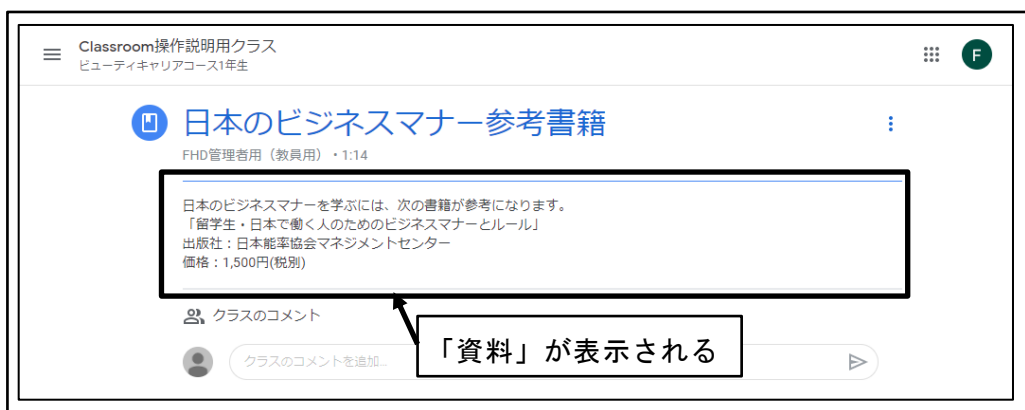 Classroom操作説明用クラス
ビューティキャリアコース1年生
F
日本のビジネスマナー参考書籍
FHD管理者用（教員用）・1:14
日本のビジネスマナーを学ぶには、次の書籍が参考になります。
「留学生・日本で働く人のためのビジネスマナーとルール」
出版社：日本能率協会マネジメントセンター
価格：1,500円(税別)
クラスのコメント
「資料」が表示される
クラスのコメントを追加...